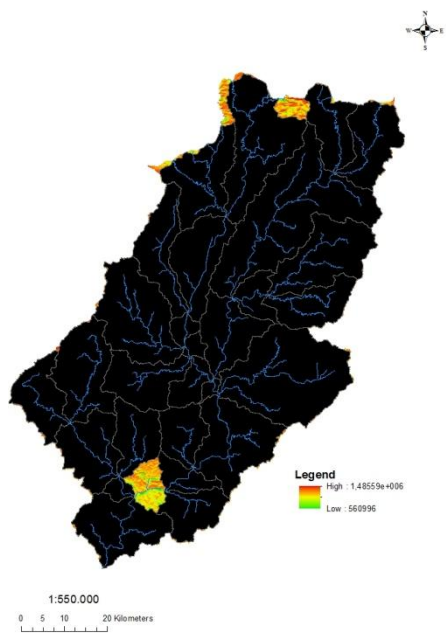 N
W E
S
Legend
High : 1,48559e+006
Low : 560996
1:550.000
0 5 10 20 Kilometers